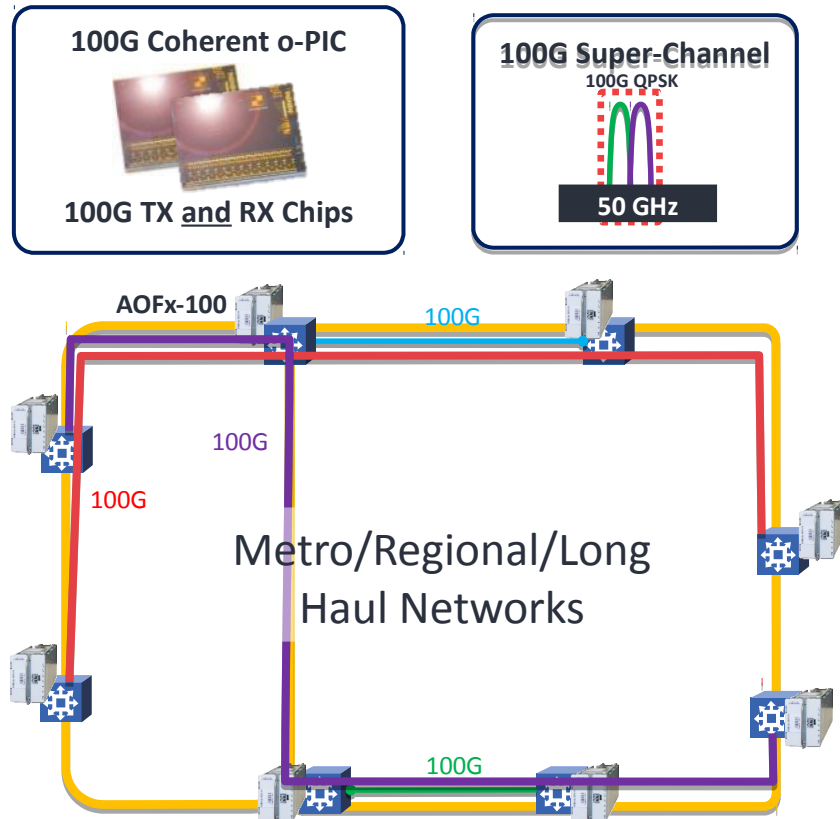 100G Coherent o-PIC
100G TX and RX Chips
100G Super-Channel
100G QPSK
50 GHz
AOFx-100
100G
100G
100G
Metro/Regional/Long
Haul Networks
100G